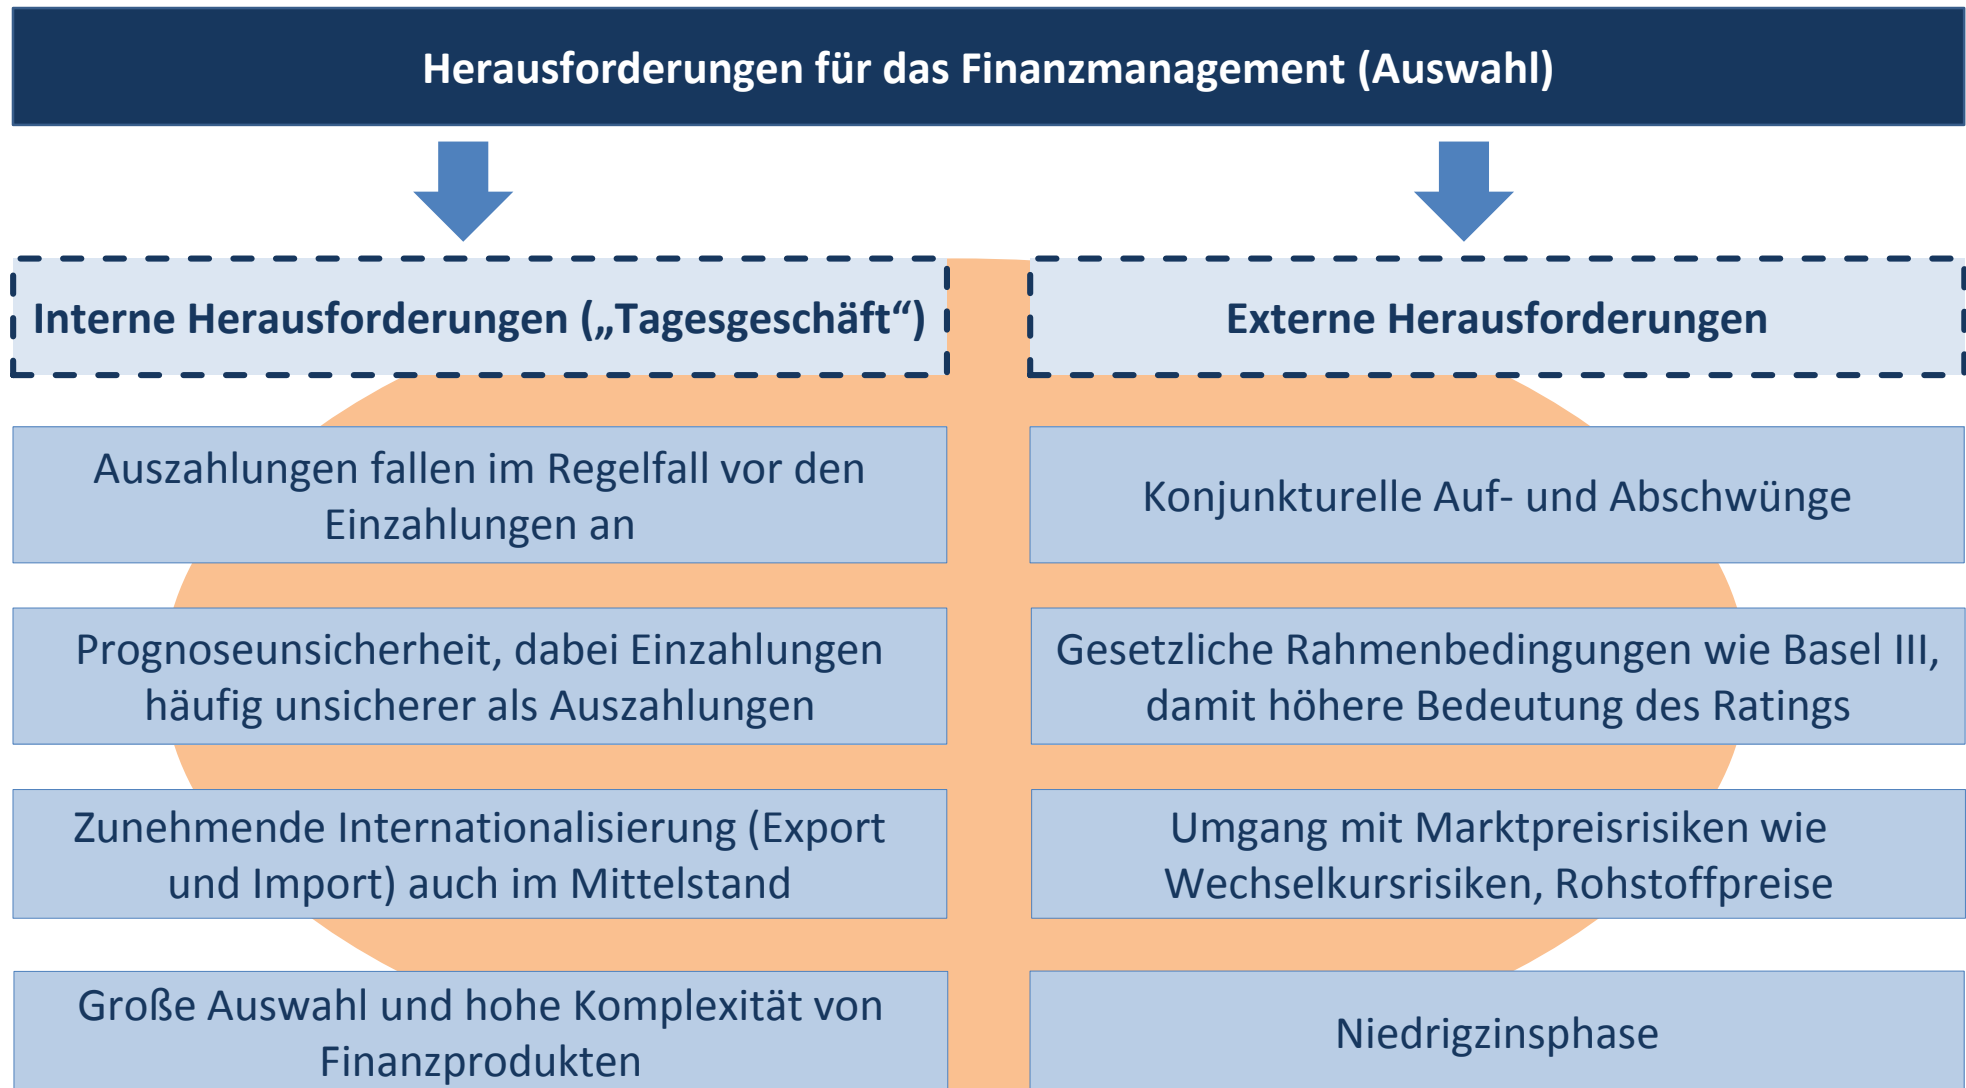 Herausforderungen für das Finanzmanagement (Auswahl)
Interne Herausforderungen („Tagesgeschäft“)
Auszahlungen fallen im Regelfall vor den
Einzahlungen an
Prognoseunsicherheit, dabei Einzahlungen
häufig unsicherer als Auszahlungen
Zunehmende Internationalisierung (Export
und Import) auch im Mittelstand
Große Auswahl und hohe Komplexität von
Finanzprodukten
Externe Herausforderungen
Konjunkturelle Auf- und Abschwünge
Gesetzliche Rahmenbedingungen wie Basel III,
damit höhere Bedeutung des Ratings
Umgang mit Marktpreisrisiken wie
Wechselkursrisiken, Rohstoffpreise
Niedrigzinsphase